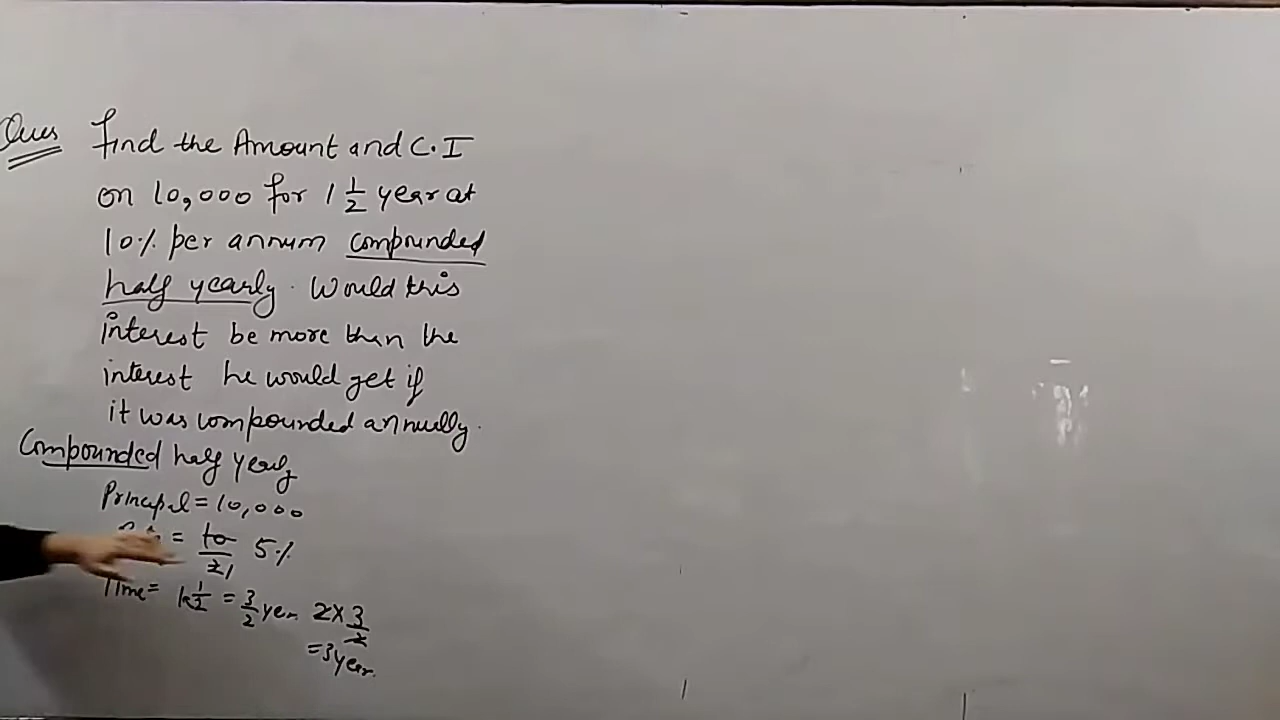 Ques Find the Amount and C.I
on 10,000 for 1 1/2 year at
10% per annum compounded
half yearly. Would this
interest be more than the
interest he would get if
it was compounded annually.
Compounded half yearly
Principal = 10,000
= 10/2 5%
Time = 1 1/2 = 3/2 year 2 × 3/2
= 3 year.